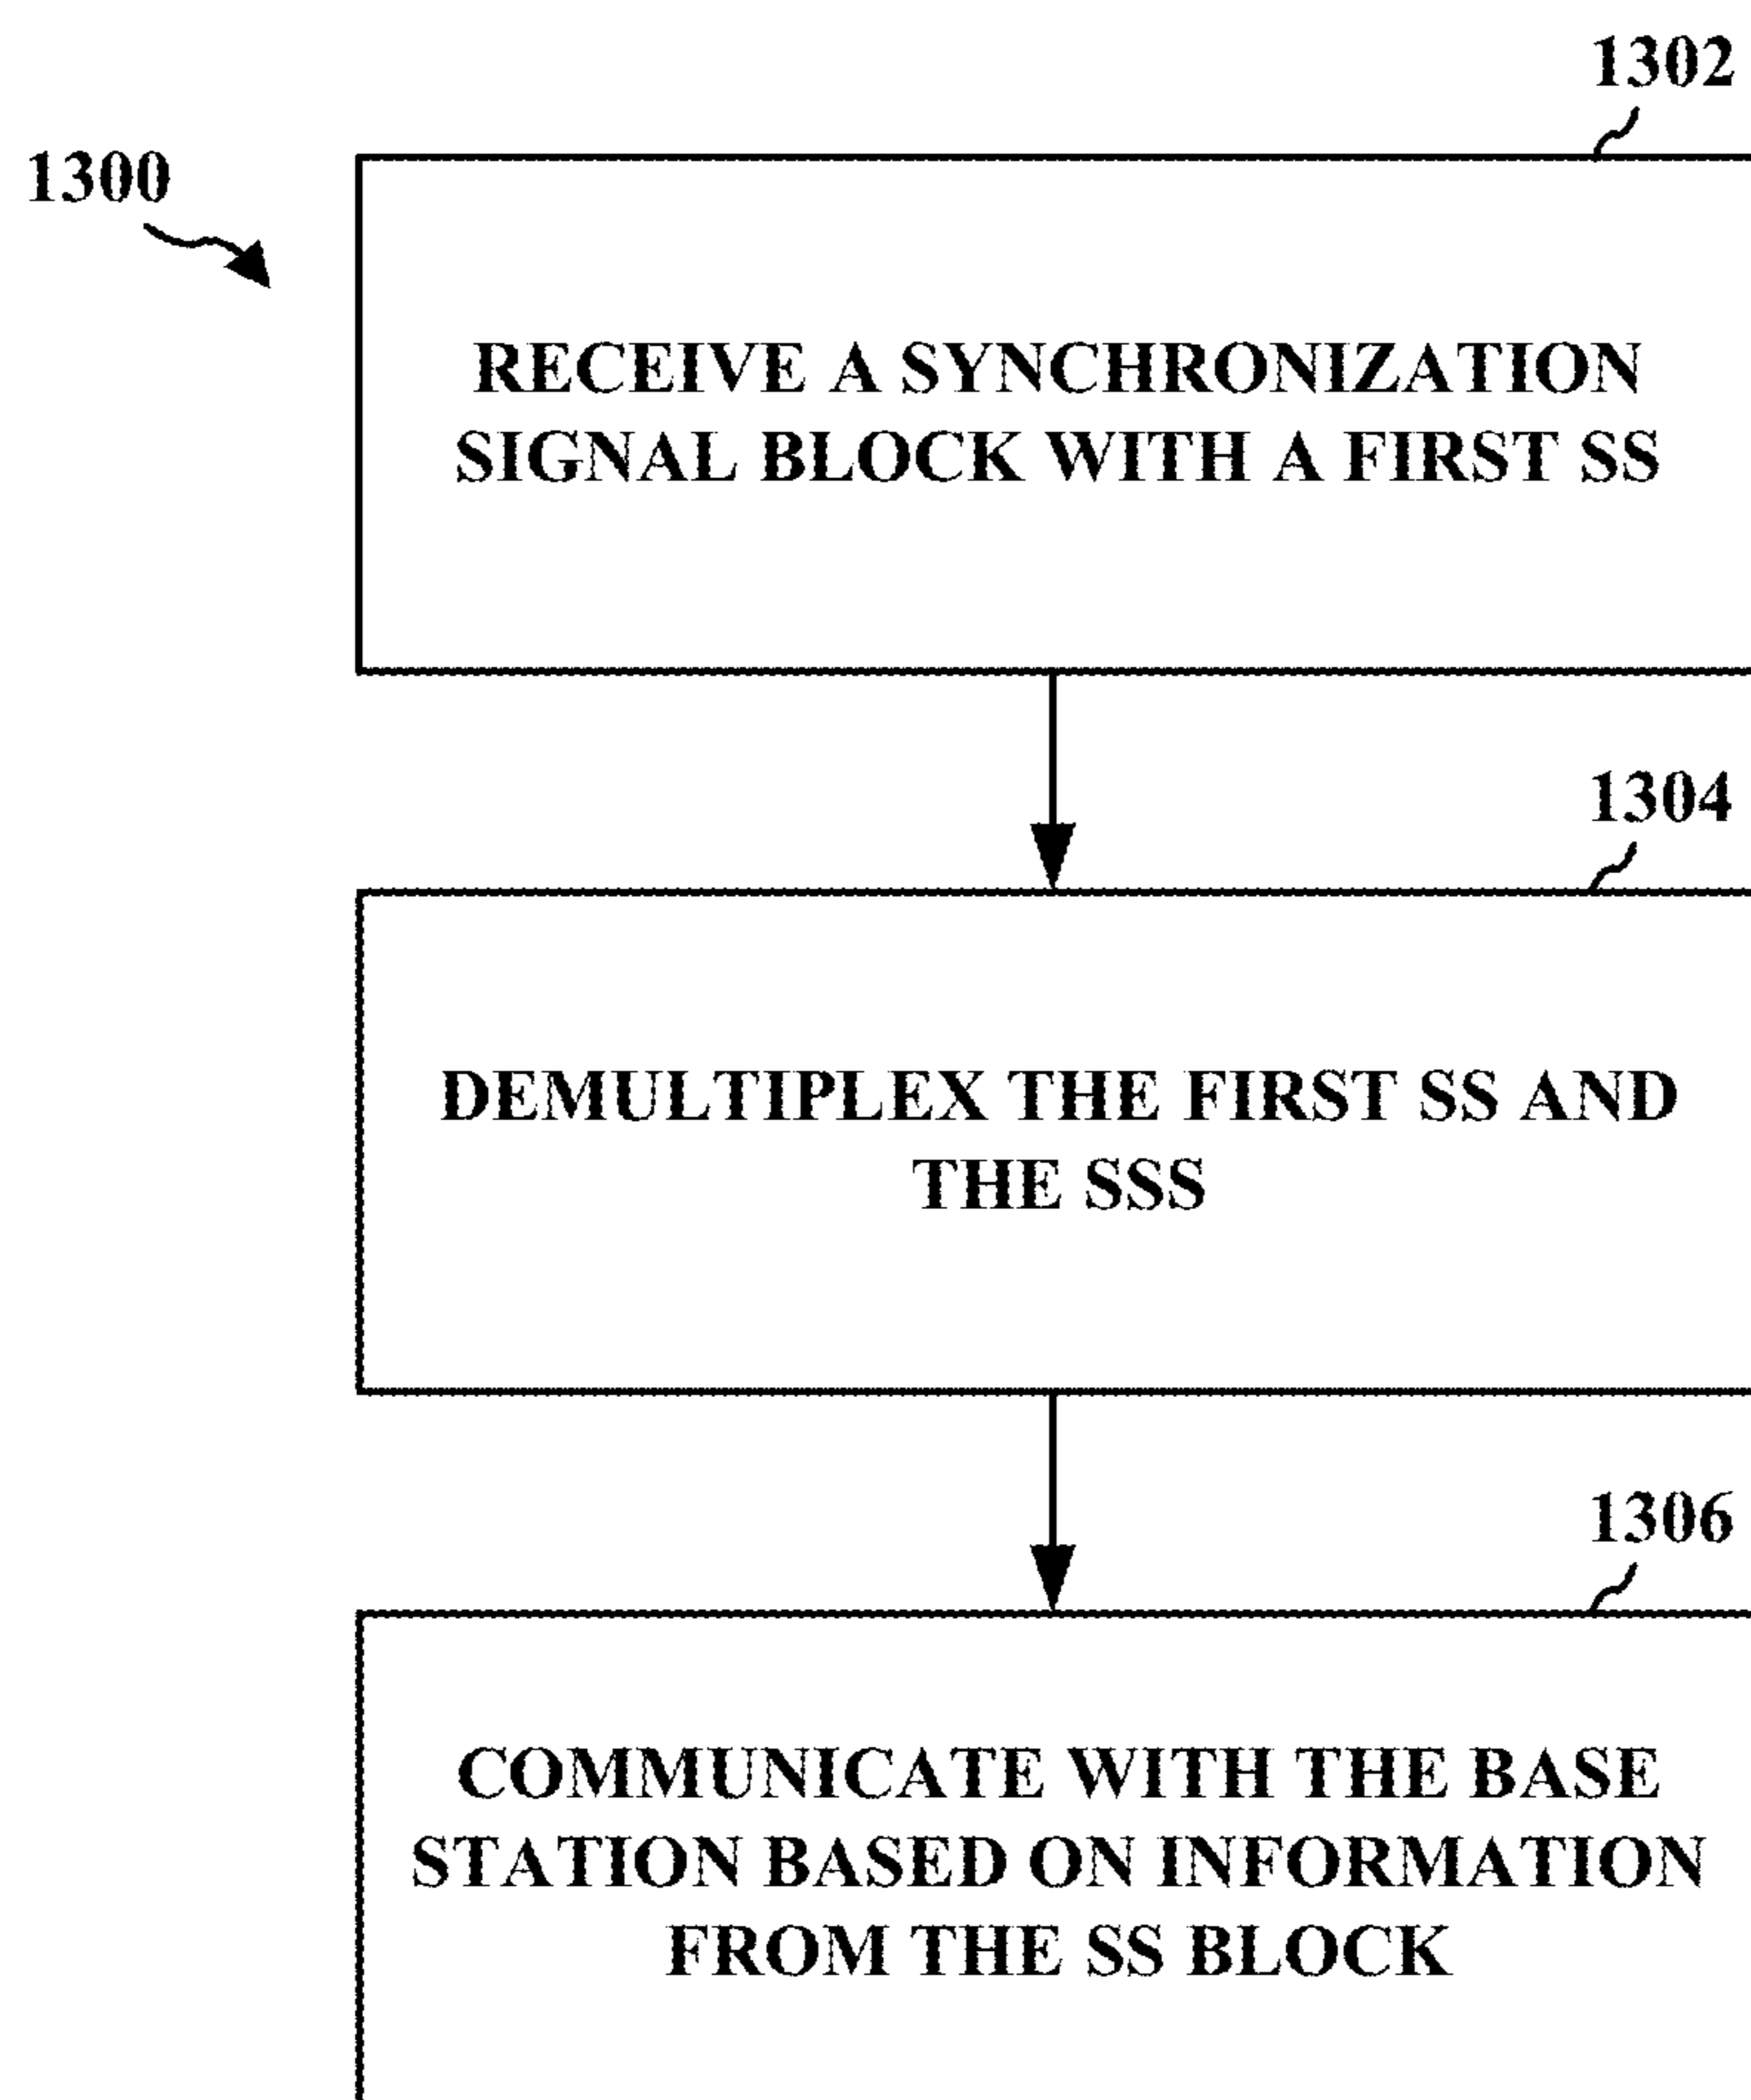 1302
1300
RECEIVE A SYNCHRONIZATION
SIGNAL BLOCK WITH A FIRST SS
1304
DEMULTIPLEX THE FIRST SS AND
THE SSS
1306
COMMUNICATE WITH THE BASE
STATION BASED ON INFORMATION
FROM THE SS BLOCK